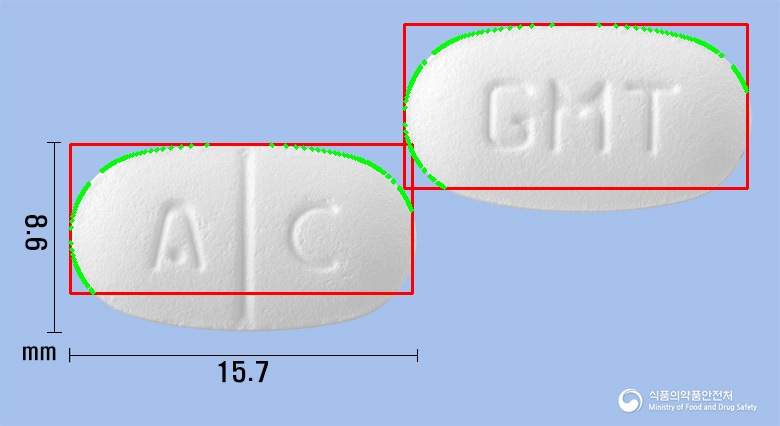 GMT
A C
8.6
mm
15.7
식품의약품안전처
Ministry of Food and Drug Safety